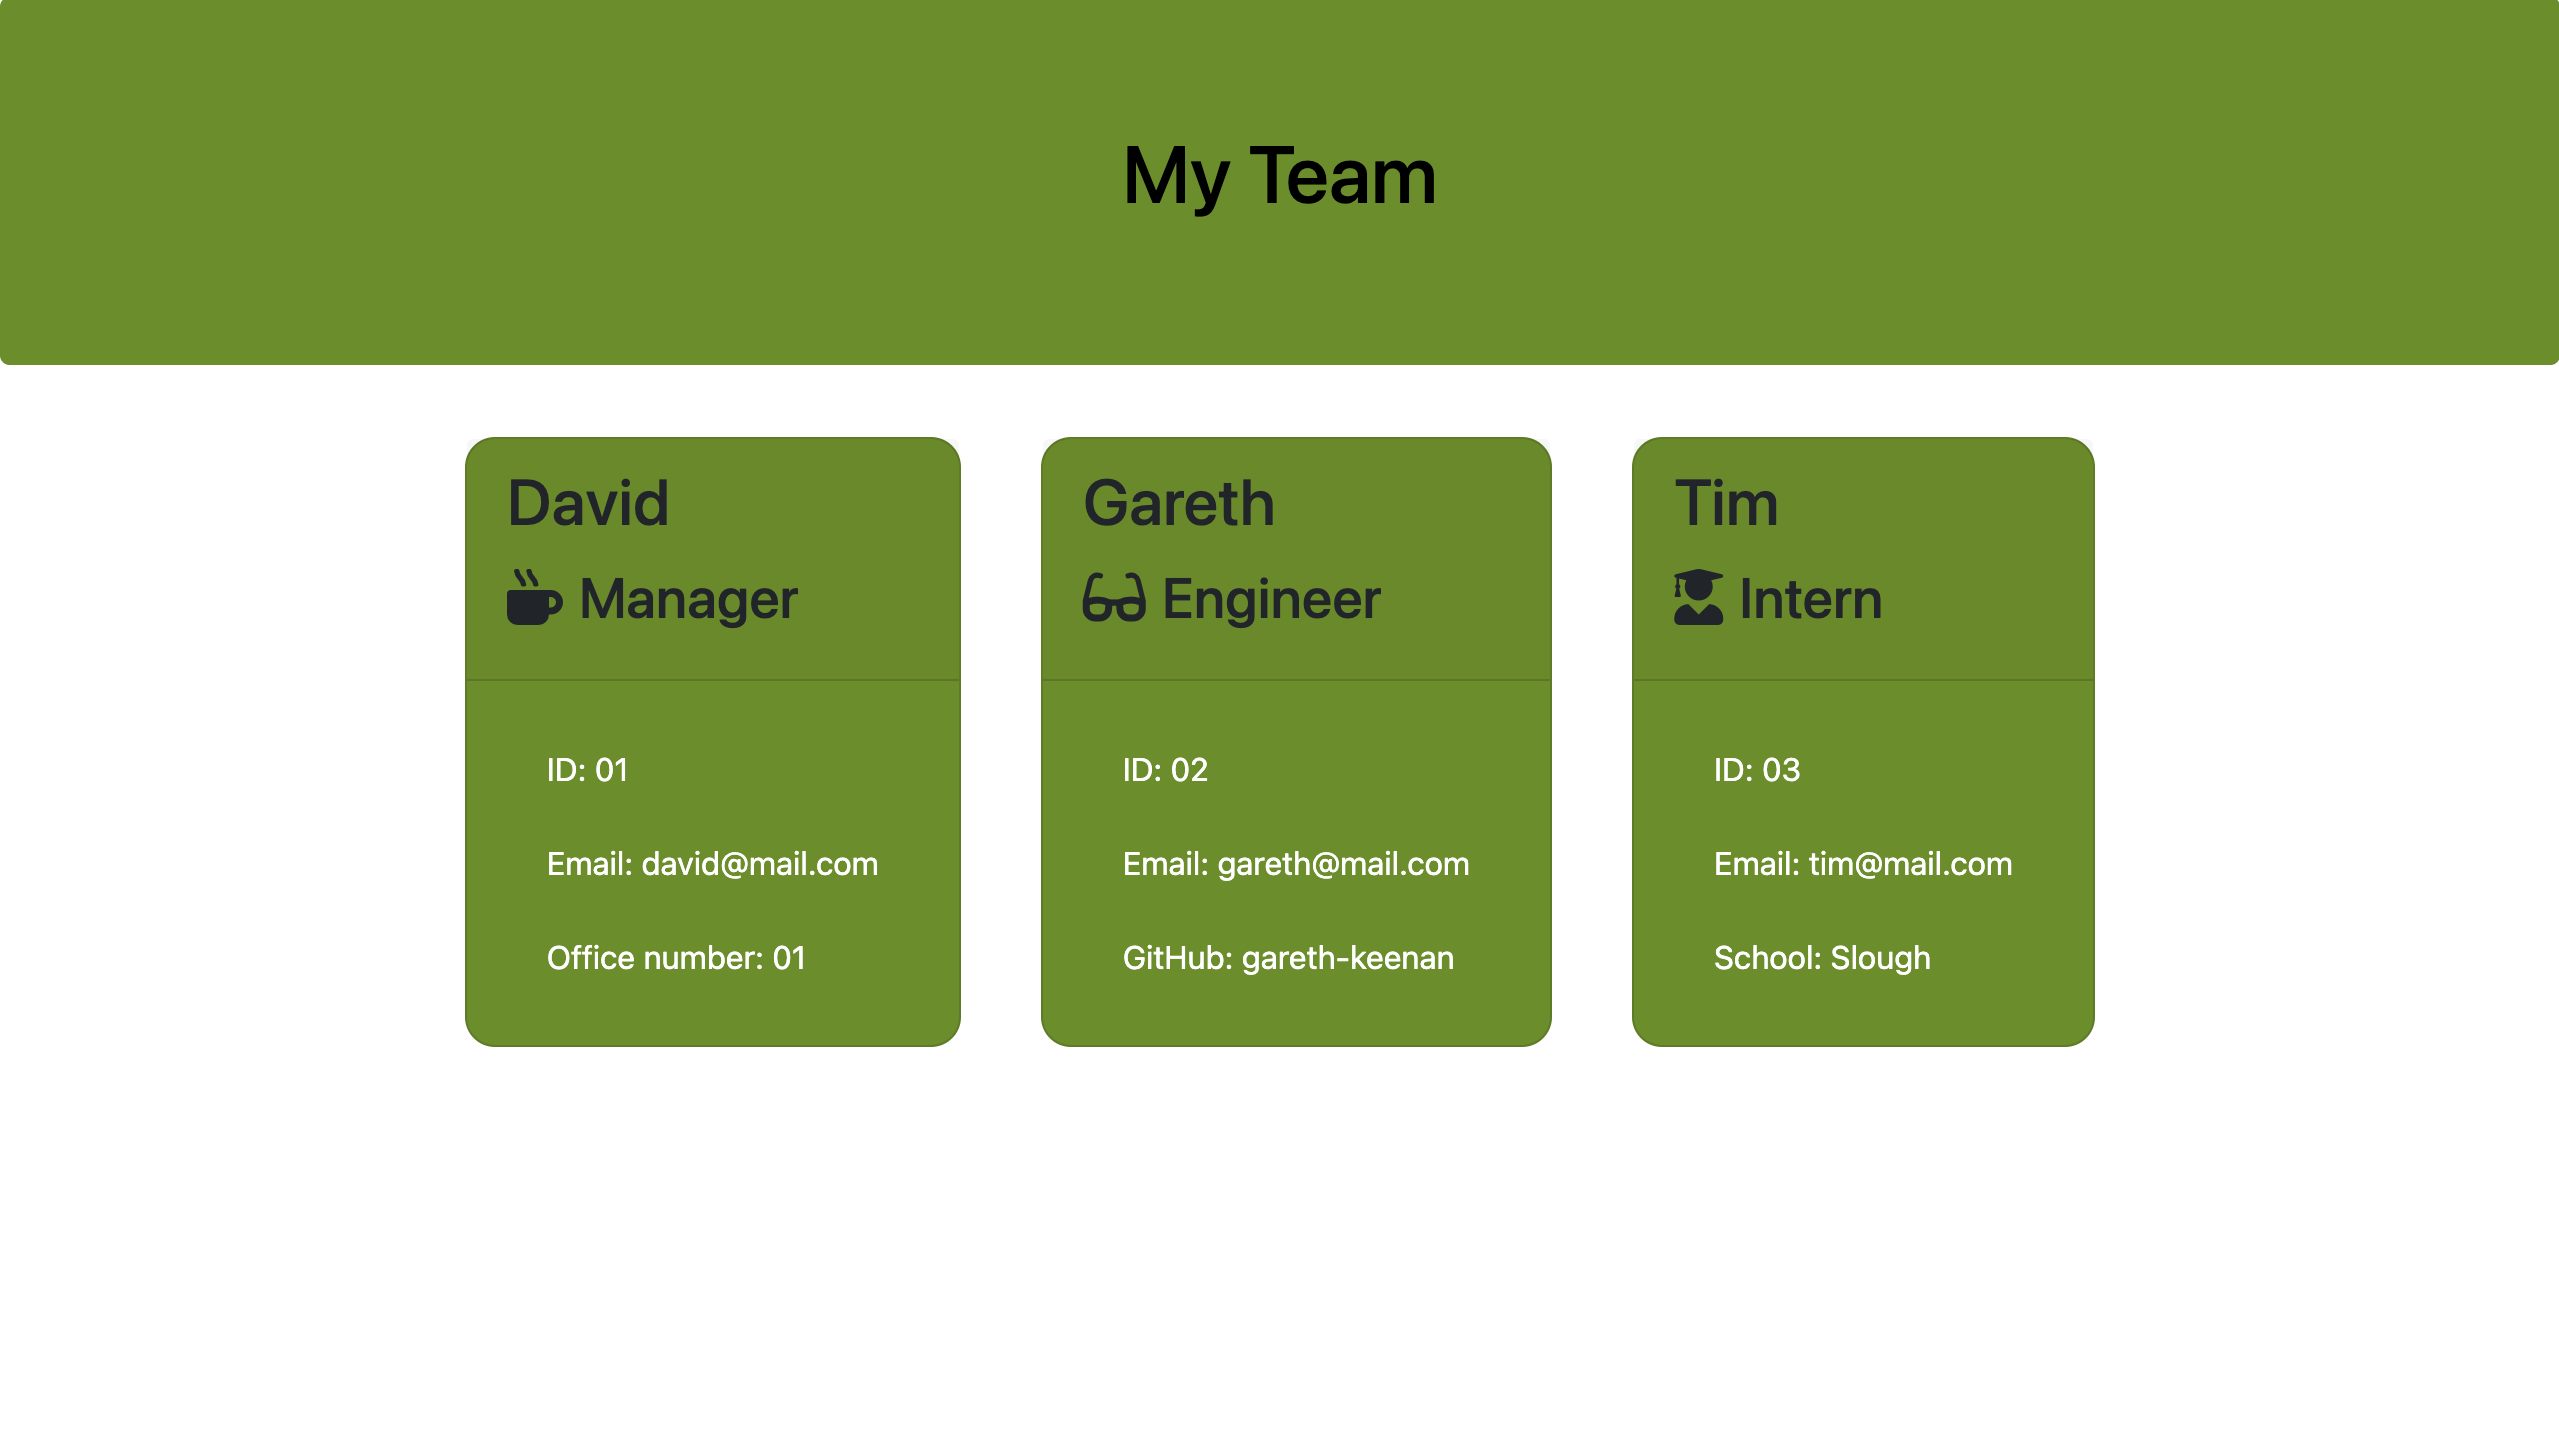 My Team
David
Manager
ID: 01
Email: david@mail.com
Office number: 01
Gareth
Engineer
ID: 02
Email: gareth@mail.com
GitHub: gareth-keenan
Tim
Intern
ID: 03
Email: tim@mail.com
School: Slough